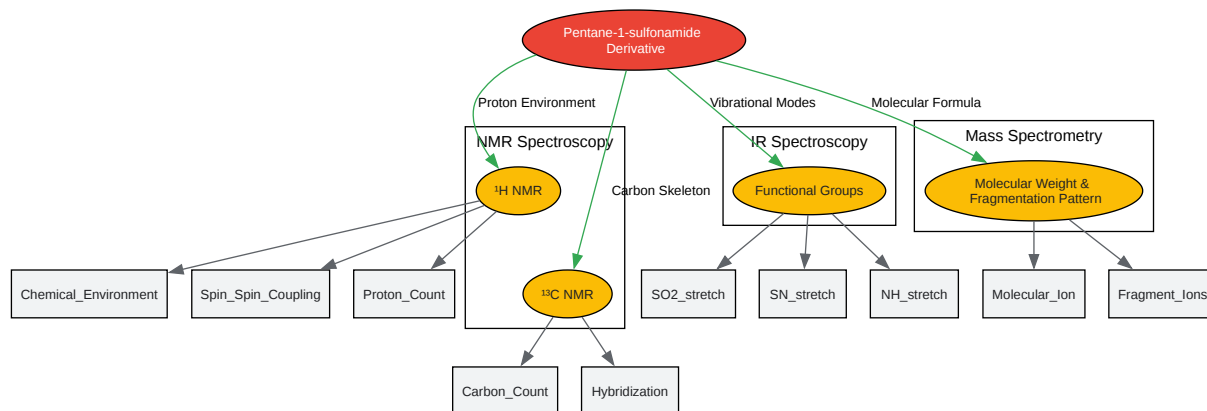 Pentane-1-sulfonamide
Derivative
Proton Environment
Vibrational Modes
Molecular Formula
NMR Spectroscopy
IR Spectroscopy
Mass Spectrometry
¹H NMR
Carbon Skeleton
Functional Groups
Molecular Weight &
Fragmentation Pattern
Chemical_Environment
Spin_Spin_Coupling
Proton_Count
¹³C NMR
SO2_stretch
SN_stretch
NH_stretch
Molecular_Ion
Fragment_Ions
Carbon_Count
Hybridization